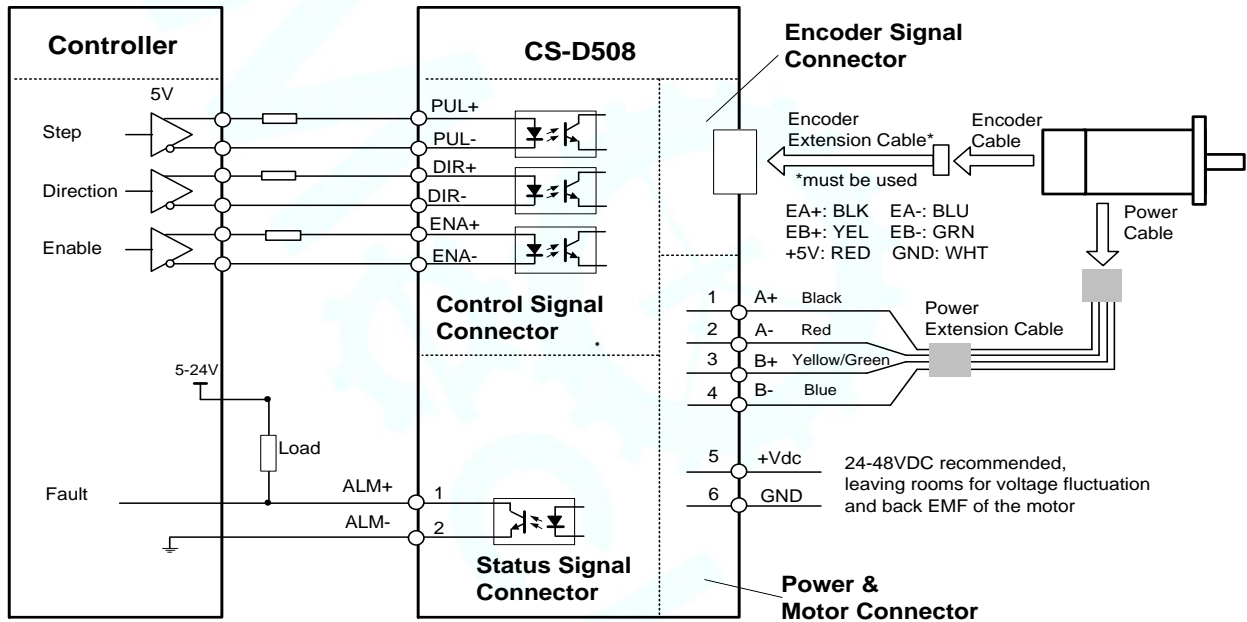 Controller
CS-D508
Encoder Signal
Connector
5V
Step
Direction
Enable
PUL+
PUL-
DIR+
DIR-
ENA+
ENA-
Control Signal
Connector
Encoder
Extension Cable*
*must be used
Encoder
Cable
EA+: BLK EA-: BLU
EB+: YEL EB-: GRN
+5V: RED GND: WHT
Power
Cable
1 A+ Black
2 A- Red
3 B+ Yellow/Green
4 B- Blue
Power
Extension Cable
5 +Vdc
6 GND
24-48VDC recommended,
leaving rooms for voltage fluctuation
and back EMF of the motor
5-24V
Load
Fault
ALM+ 1
ALM- 2
Status Signal
Connector
Power &
Motor Connector